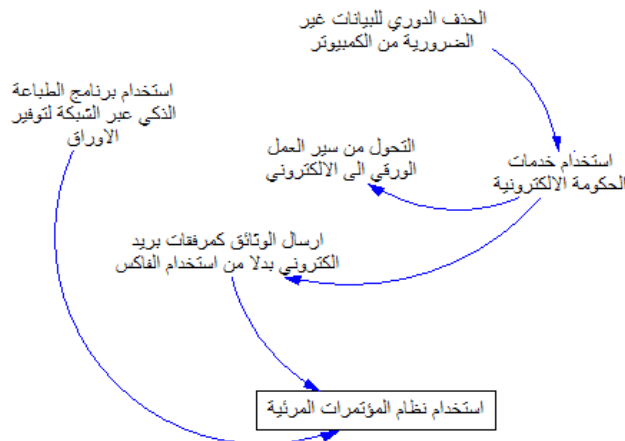 الحذف الدوري للبيانات غير
الضرورية من الكمبيوتر
استخدام برنامج الطباعة
الذكي عبر الشبكة لتوفير
الاوراق
التحول من سير العمل
الورقي الى الالكتروني
استخدام خدمات
الحكومة الالكترونية
ارسال الوثائق كمرفقات بريد
الكتروني بدلا من استخدام الفاكس
استخدام نظام المؤتمرات المرئية